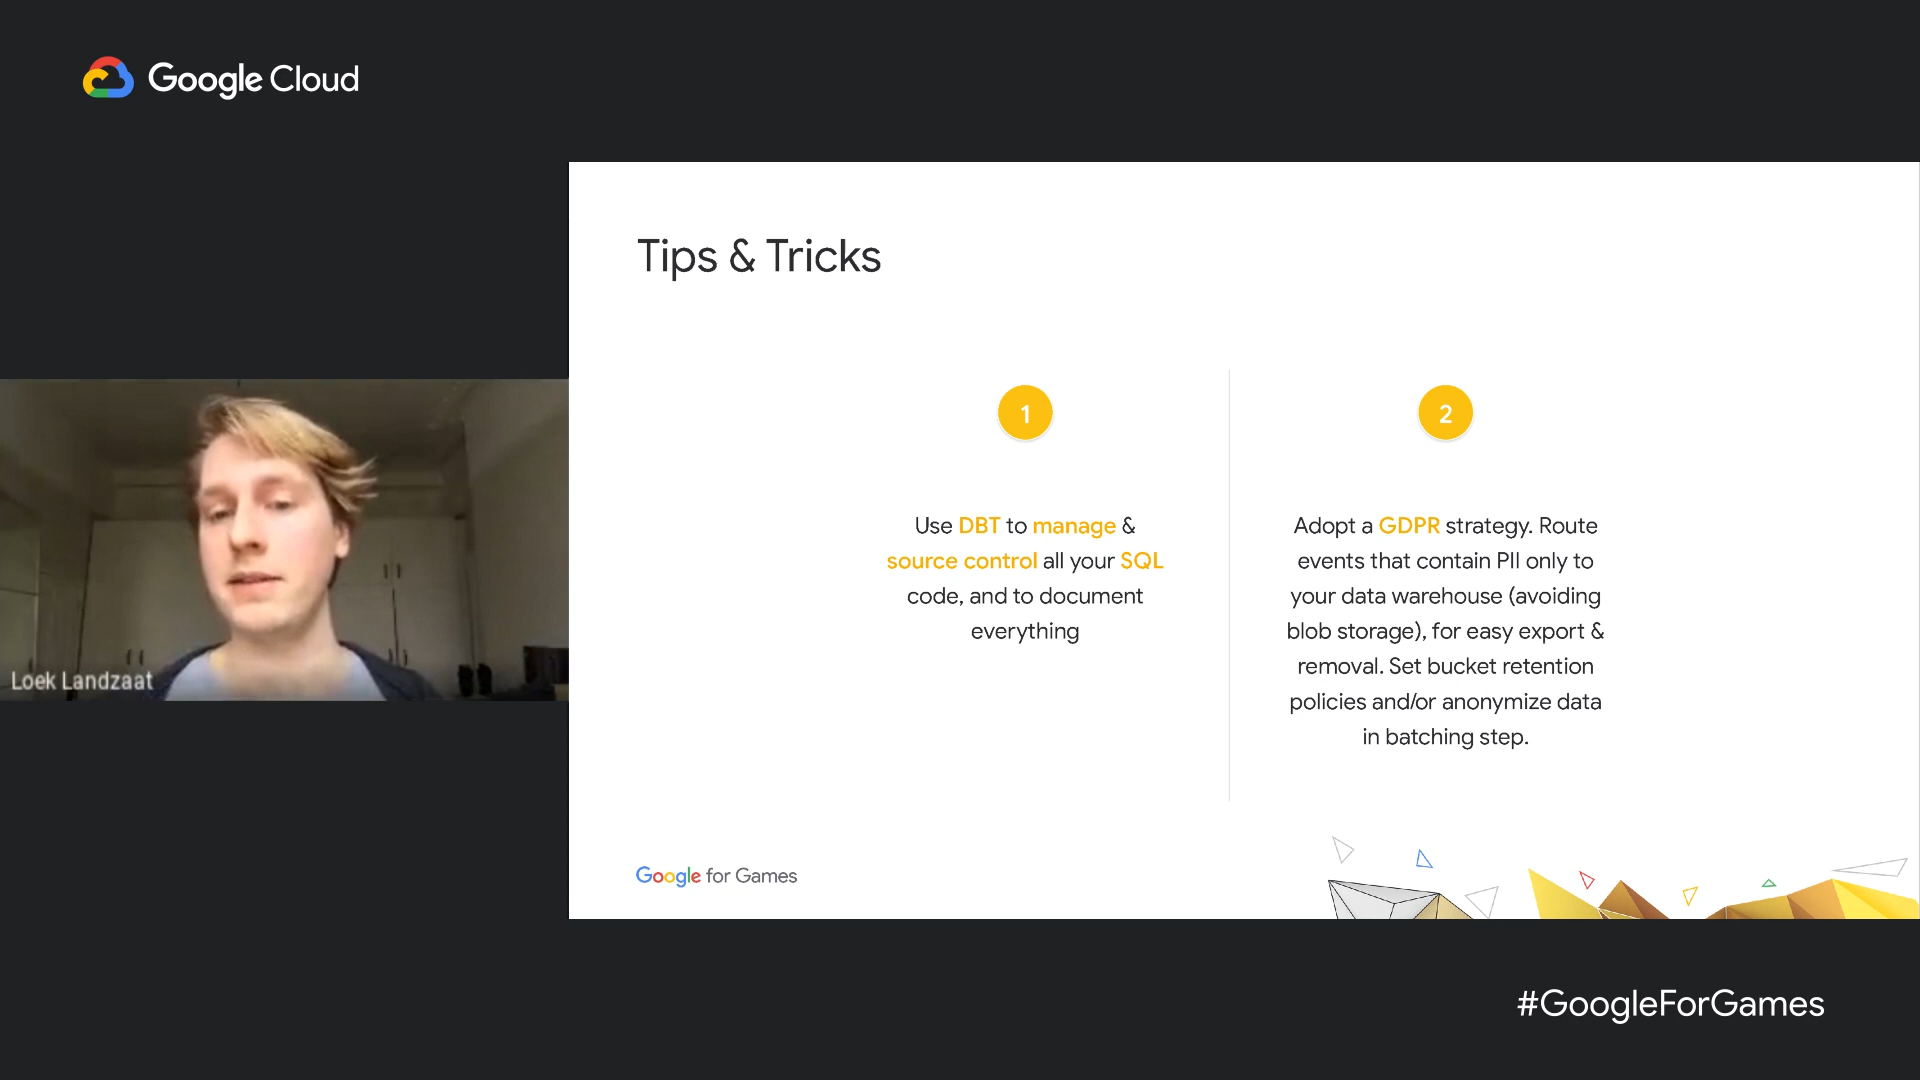 Google Cloud
Tips & Tricks
1
Use DBT to manage &
source control all your SQL
code, and to document
everything
2
Adopt a GDPR strategy. Route
events that contain PII only to
your data warehouse (avoiding
blob storage), for easy export &
removal. Set bucket retention
policies and/or anonymize data
in batching step.
Loek Landzaat
Google for Games
#GoogleForGames